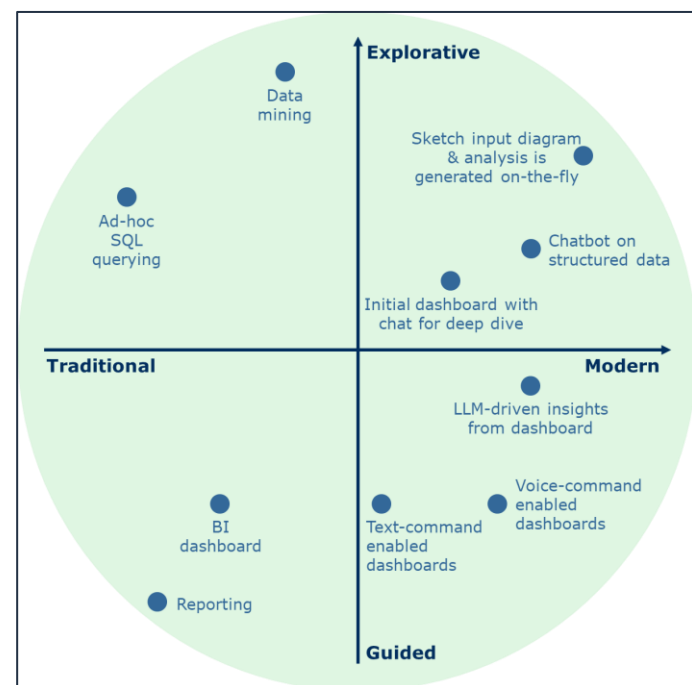 Explorative
Data
mining
Sketch input diagram
& analysis is
generated on-the-fly
Ad-hoc
SQL
querying
Chatbot on
structured data
Initial dashboard with
chat for deep dive
Traditional
Modern
LLM-driven insights
from dashboard
Voice-command
enabled
dashboards
BI
dashboard
Text-command
enabled
dashboards
Reporting
Guided